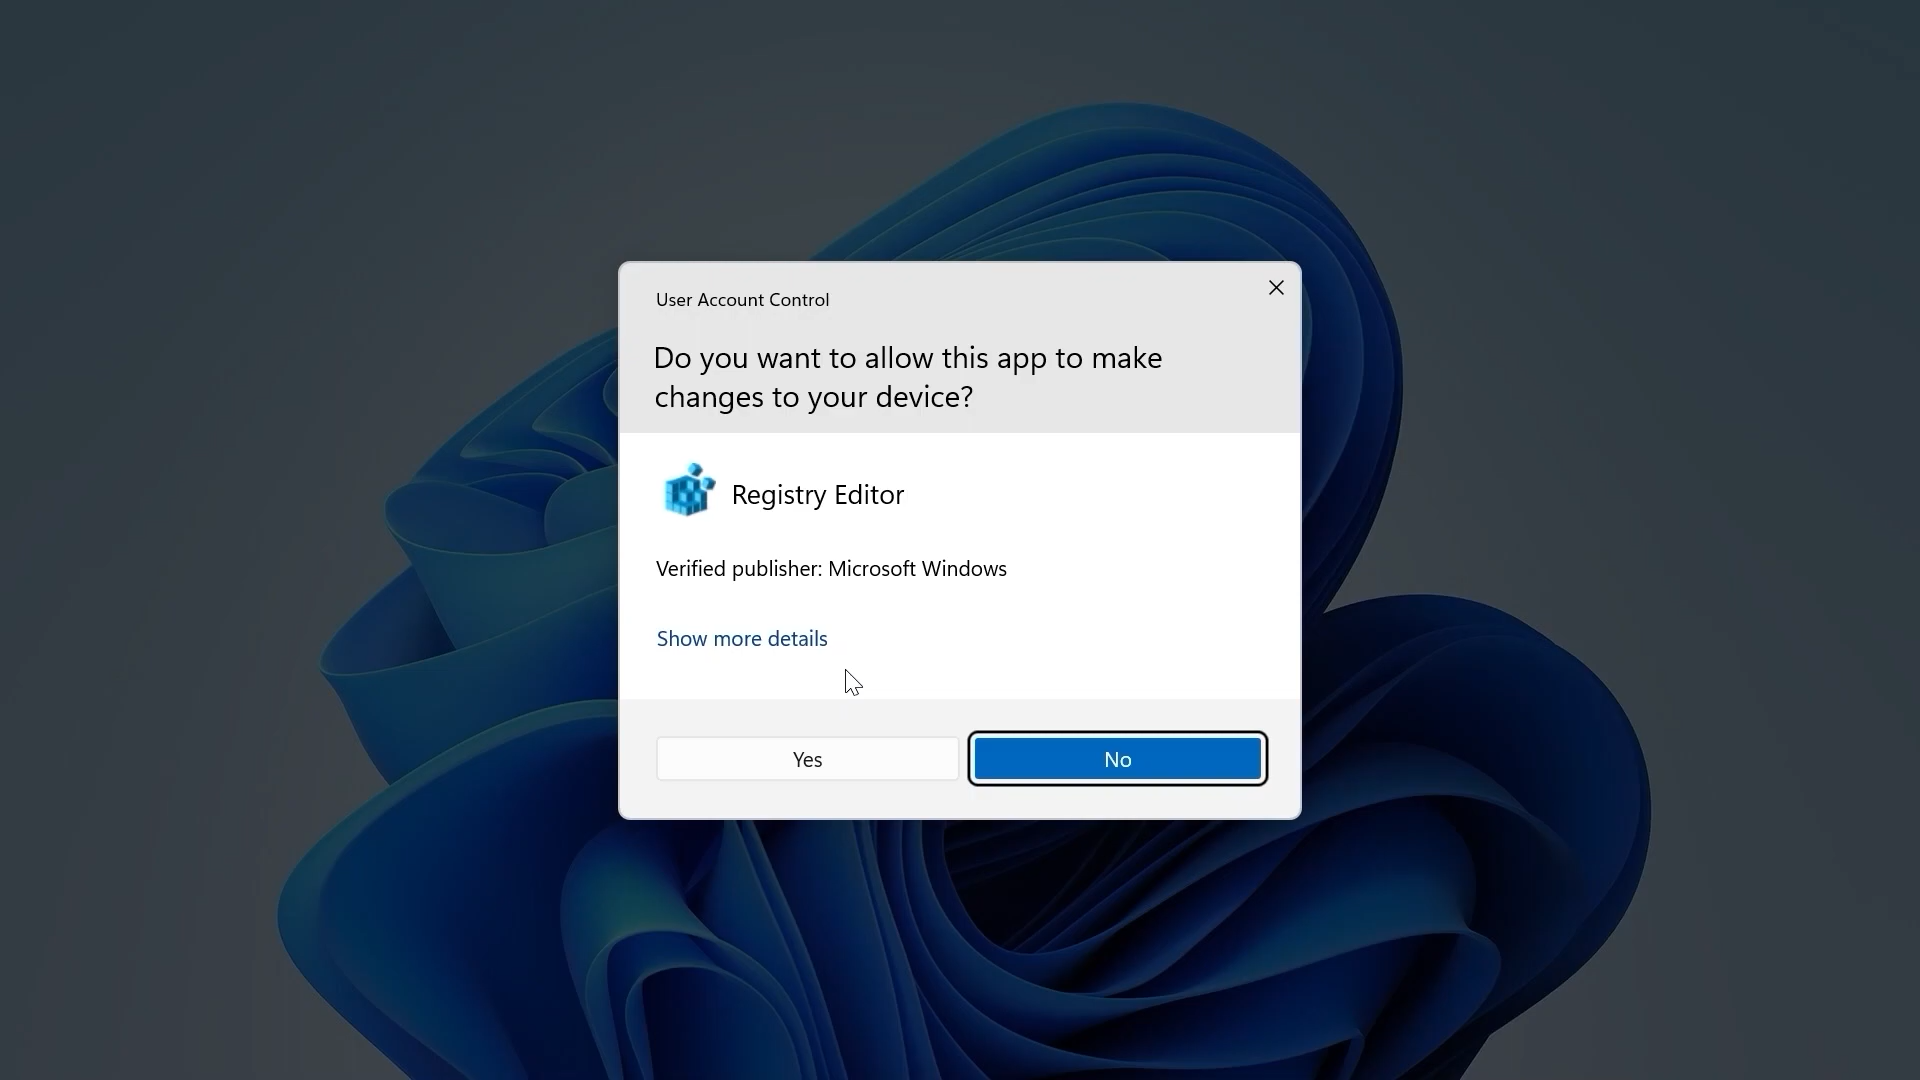 User Account Control
Do you want to allow this app to make
changes to your device?
Registry Editor
Verified publisher: Microsoft Windows
Show more details
Yes
No